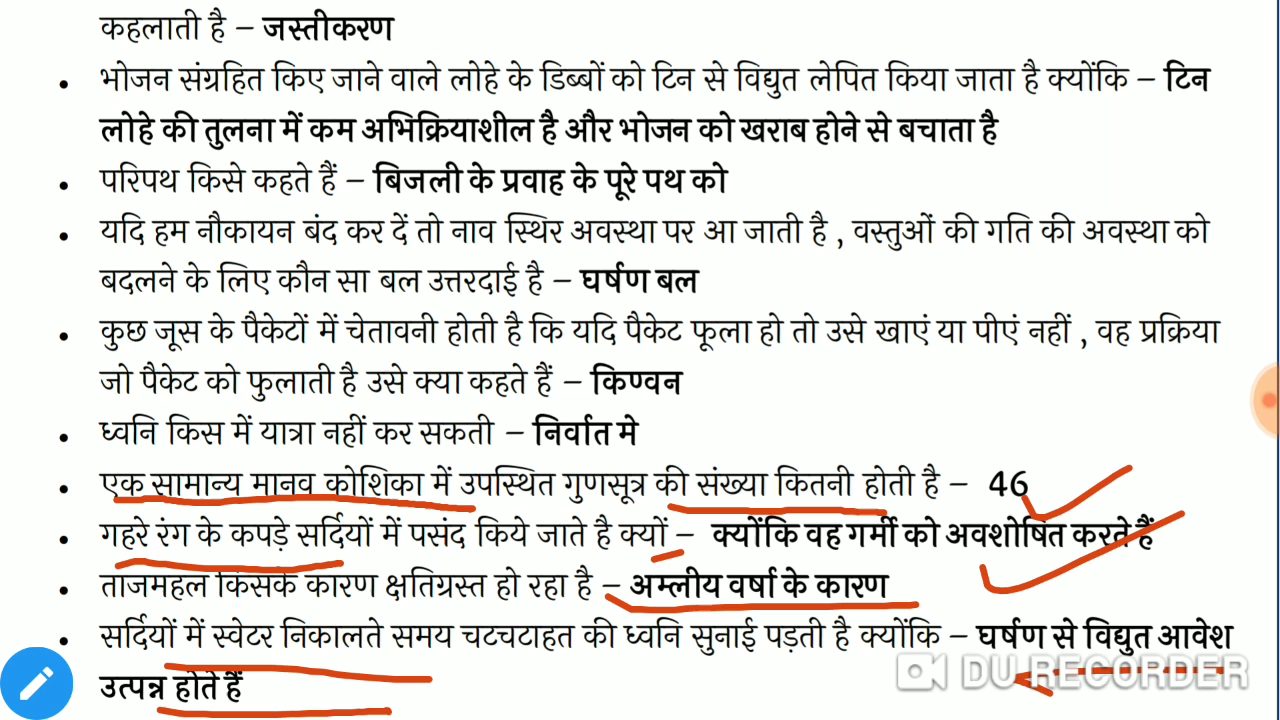 कहलाती है – जस्तीकरण
• भोजन संग्रहित किए जाने वाले लोहे के डिब्बों को टिन से विद्युत लेपित किया जाता है क्योंकि – टिन
लोहे की तुलना में कम अभिक्रियाशील है और भोजन को खराब होने से बचाता है
• परिपथ किसे कहते हैं – बिजली के प्रवाह के पूरे पथ को
• यदि हम नौकायन बंद कर दें तो नाव स्थिर अवस्था पर आ जाती है , वस्तुओं की गति की अवस्था को
बदलने के लिए कौन सा बल उत्तरदाई है – घर्षण बल
• कुछ जूस के पैकेटों में चेतावनी होती है कि यदि पैकेट फूला हो तो उसे खाएं या पीएं नहीं , वह प्रक्रिया
जो पैकेट को फुलाती है उसे क्या कहते हैं – किण्वन
• ध्वनि किस में यात्रा नहीं कर सकती – निर्वात मे
• एक सामान्य मानव कोशिका में उपस्थित गुणसूत्र की संख्या कितनी होती है – 46
• गहरे रंग के कपड़े सर्दियों में पसंद किये जाते है क्यों – क्योंकि वह गर्मी को अवशोषित करते हैं
• ताजमहल किसके कारण क्षतिग्रस्त हो रहा है – अम्लीय वर्षा के कारण
• सर्दियों में स्वेटर निकालते समय चटचटाहत की ध्वनि सुनाई पड़ती है क्योंकि – घर्षण से विद्युत आवेश
DU RECORDER
उत्पन्न होते हैं